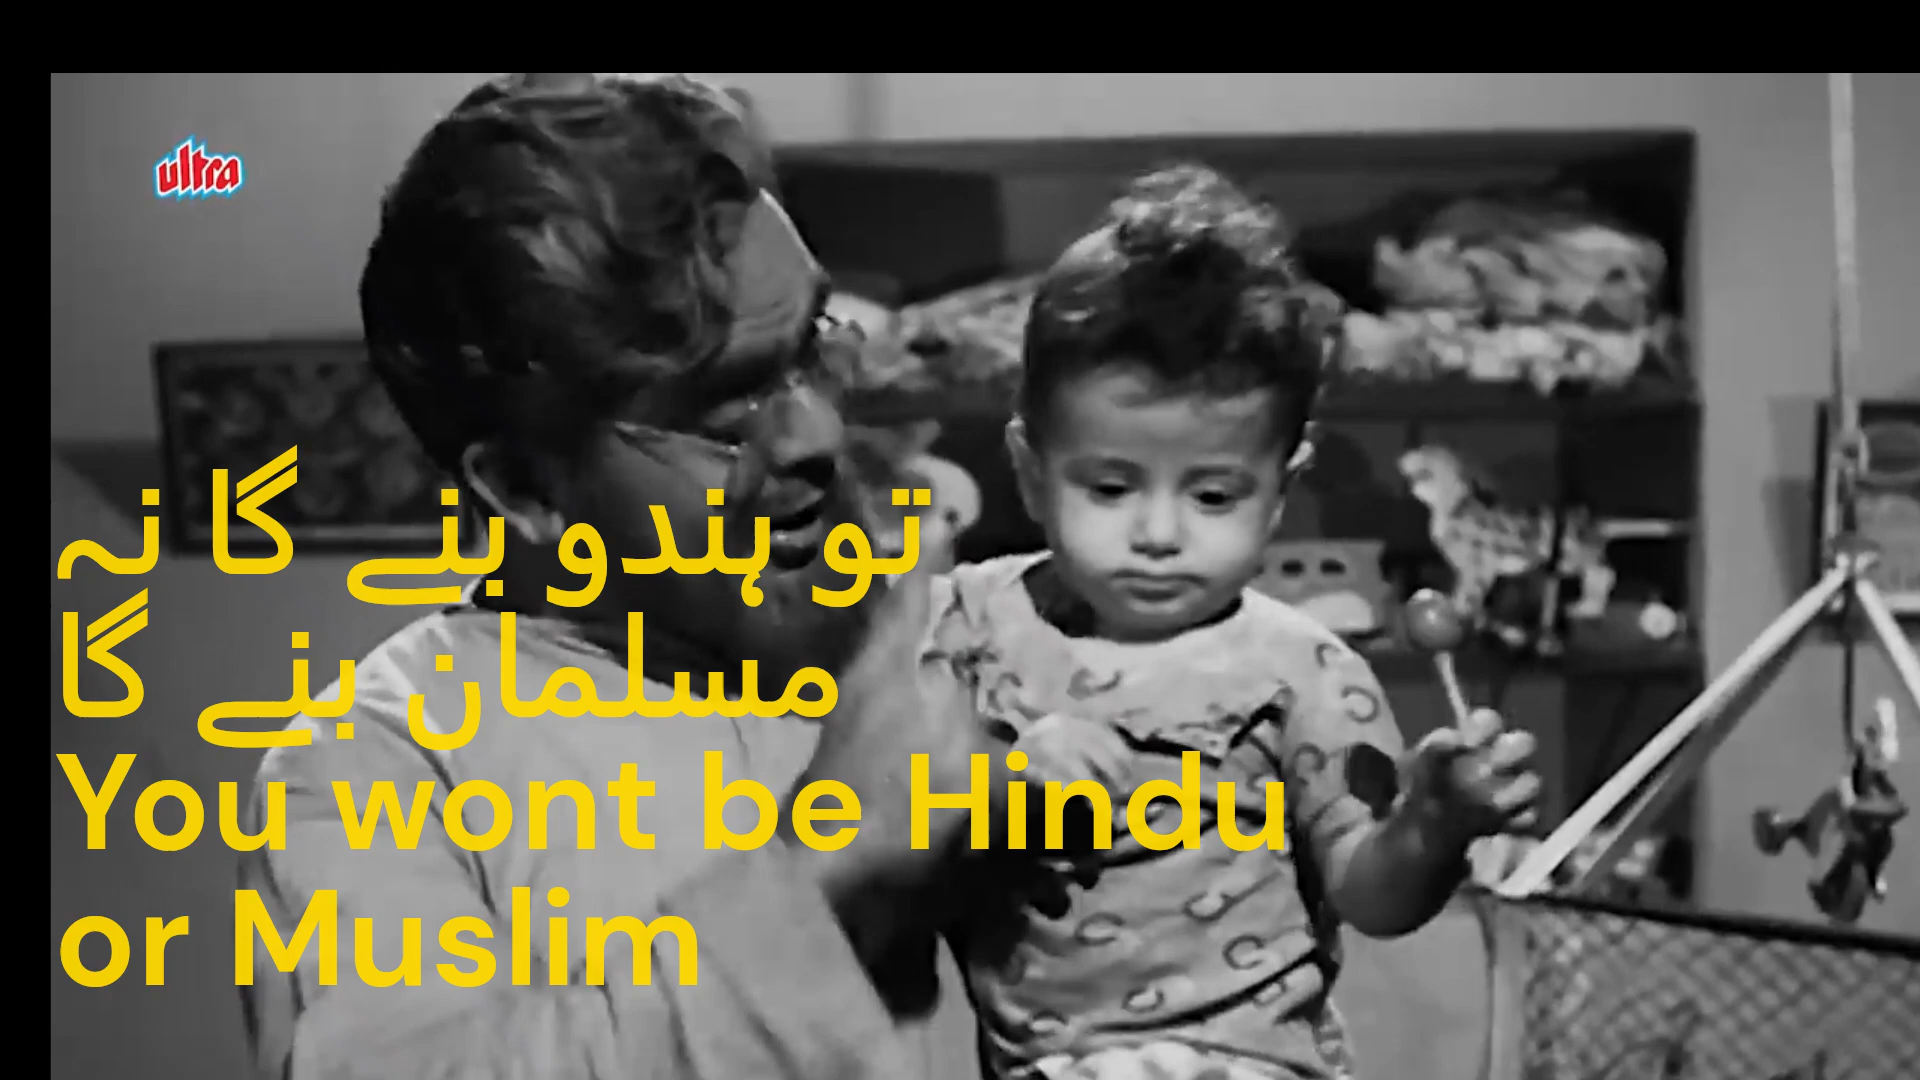 ultra
تو ہندو بنے گا نہ
مسلمان بنے گا
You wont be Hindu
or Muslim